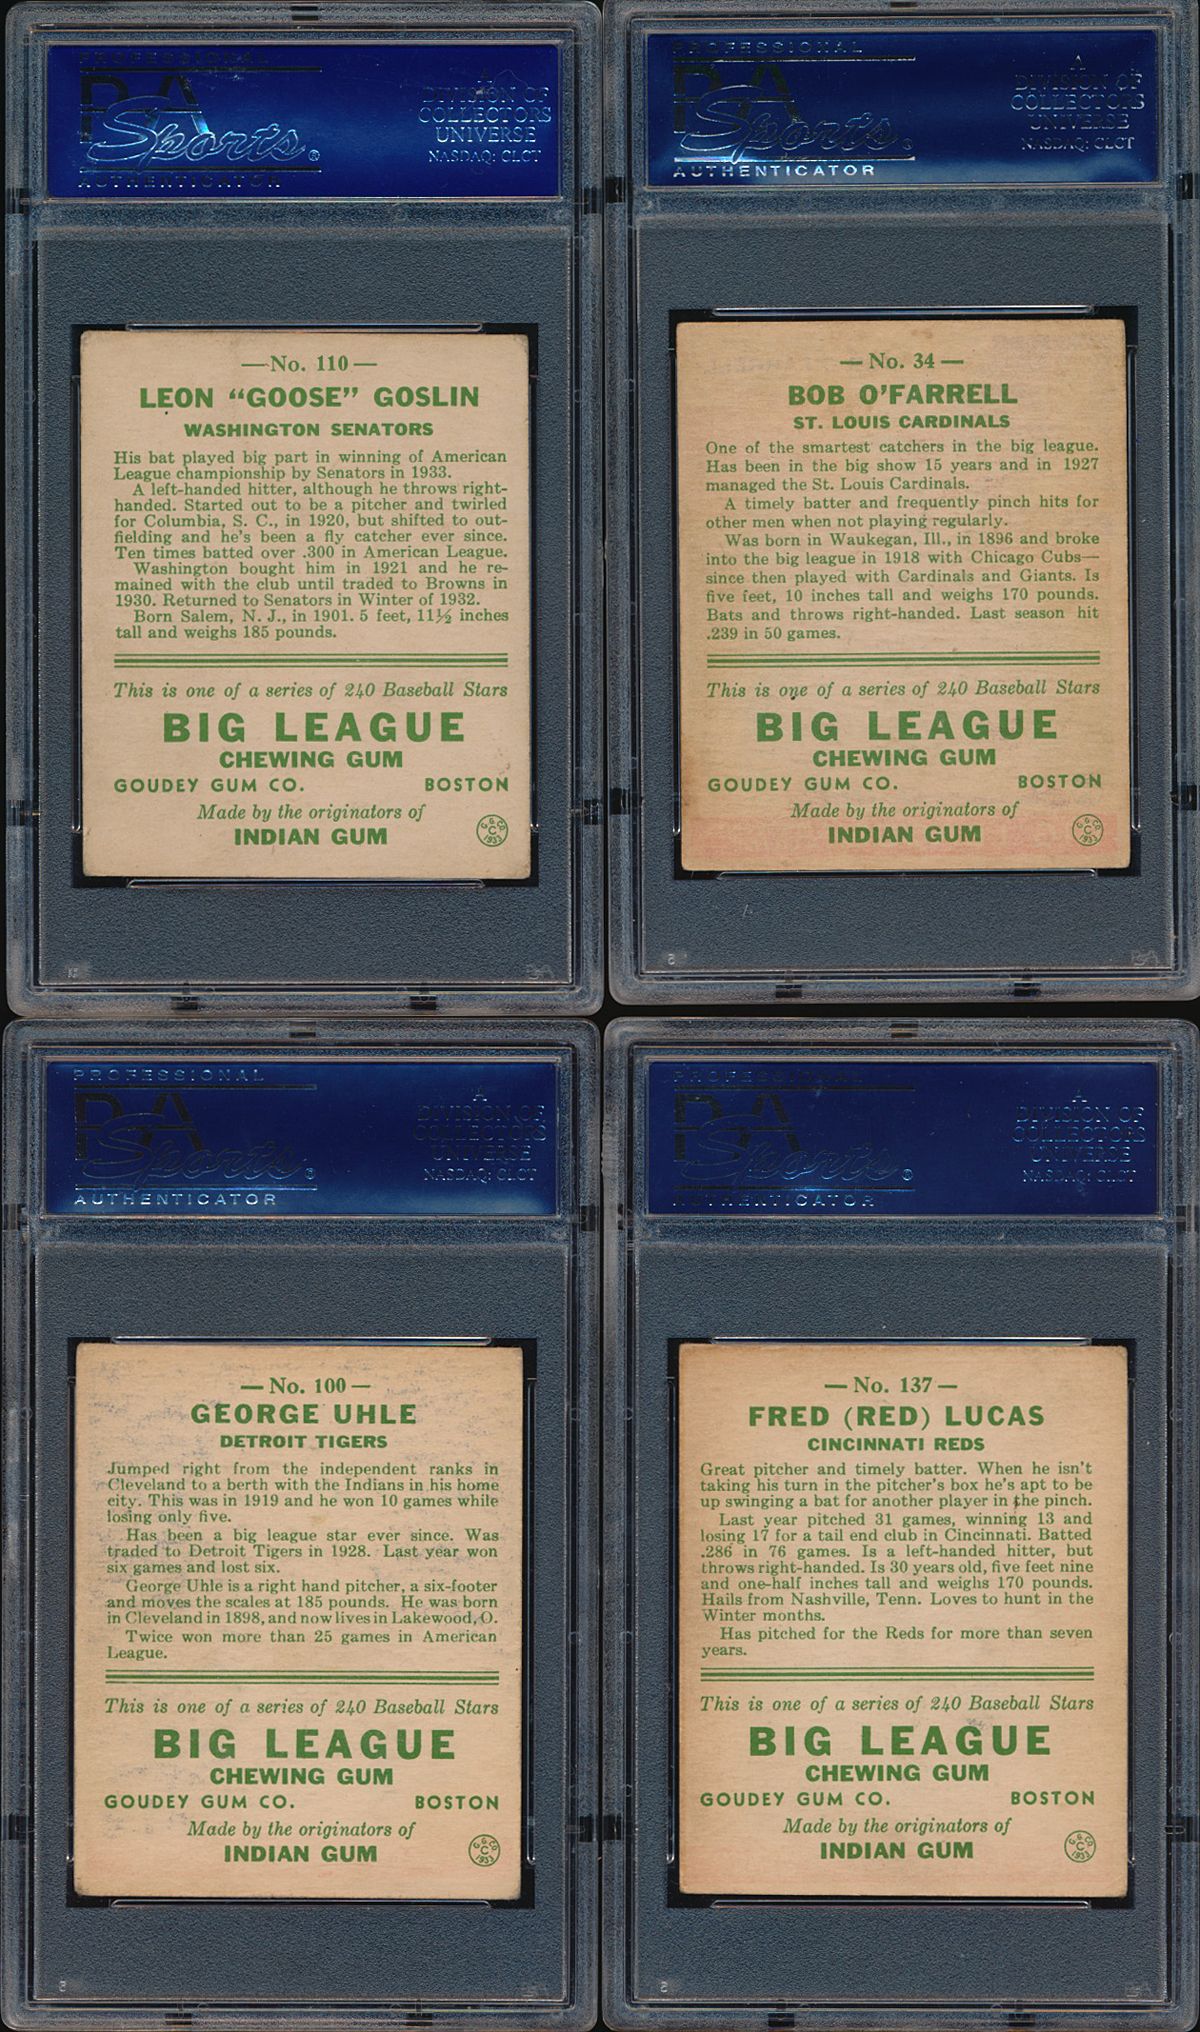 PROFESSIONAL
PSA
Sports®
AUTHENTICATOR
A
DIVISION OF
COLLECTORS
UNIVERSE
NASDAQ: CLCT
—No. 110—
LEON “GOOSE” GOSLIN
WASHINGTON SENATORS
His bat played big part in winning of American
League championship by Senators in 1933.
A left-handed hitter, although he throws right-
handed. Started out to be a pitcher and twirled
for Columbia, S. C., in 1920, but shifted to out-
fielding and he's been a fly catcher ever since.
Ten times batted over .300 in American League.
Washington bought him in 1921 and he re-
mained with the club until traded to Browns in
1930. Returned to Senators in Winter of 1932.
Born Salem, N. J., in 1901. 5 feet, 11½ inches
tall and weighs 185 pounds.
This is one of a series of 240 Baseball Stars
BIG LEAGUE
CHEWING GUM
GOUDEY GUM CO. BOSTON
Made by the originators of
INDIAN GUM
G. G. CO.
C
1933
PROFESSIONAL
PSA
Sports®
AUTHENTICATOR
A
DIVISION OF
COLLECTORS
UNIVERSE
NASDAQ: CLCT
— No. 34 —
BOB O'FARRELL
ST. LOUIS CARDINALS
One of the smartest catchers in the big league.
Has been in the big show 15 years and in 1927
managed the St. Louis Cardinals.
A timely batter and frequently pinch hits for
other men when not playing regularly.
Was born in Waukegan, Ill., in 1896 and broke
into the big league in 1918 with Chicago Cubs—
since then played with Cardinals and Giants. Is
five feet, 10 inches tall and weighs 170 pounds.
Bats and throws right-handed. Last season hit
.239 in 50 games.
This is one of a series of 240 Baseball Stars
BIG LEAGUE
CHEWING GUM
GOUDEY GUM CO. BOSTON
Made by the originators of
INDIAN GUM
G. G. CO.
C
1933
PROFESSIONAL
PSA
Sports®
AUTHENTICATOR
A
DIVISION OF
COLLECTORS
UNIVERSE
NASDAQ: CLCT
— No. 100 —
GEORGE UHLE
DETROIT TIGERS
Jumped right from the independent ranks in
Cleveland to a berth with the Indians in his home
city. This was in 1919 and he won 10 games while
losing only five.
Has been a big league star ever since. Was
traded to Detroit Tigers in 1928. Last year won
six games and lost six.
George Uhle is a right hand pitcher, a six-footer
and moves the scales at 185 pounds. He was born
in Cleveland in 1898, and now lives in Lakewood, O.
Twice won more than 25 games in American
League.
This is one of a series of 240 Baseball Stars
BIG LEAGUE
CHEWING GUM
GOUDEY GUM CO. BOSTON
Made by the originators of
INDIAN GUM
G. G. CO.
C
1933
PROFESSIONAL
PSA
Sports®
AUTHENTICATOR
A
DIVISION OF
COLLECTORS
UNIVERSE
NASDAQ: CLCT
— No. 137 —
FRED (RED) LUCAS
CINCINNATI REDS
Great pitcher and timely batter. When he isn't
taking his turn in the pitcher's box he's apt to be
up swinging a bat for another player in the pinch.
Last year pitched 31 games, winning 13 and
losing 17 for a tail end club in Cincinnati. Batted
.286 in 76 games. Is a left-handed hitter, but
throws right-handed. Is 30 years old, five feet nine
and one-half inches tall and weighs 170 pounds.
Hails from Nashville, Tenn. Loves to hunt in the
Winter months.
Has pitched for the Reds for more than seven
years.
This is one of a series of 240 Baseball Stars
BIG LEAGUE
CHEWING GUM
GOUDEY GUM CO. BOSTON
Made by the originators of
INDIAN GUM
G. G. CO.
C
1933